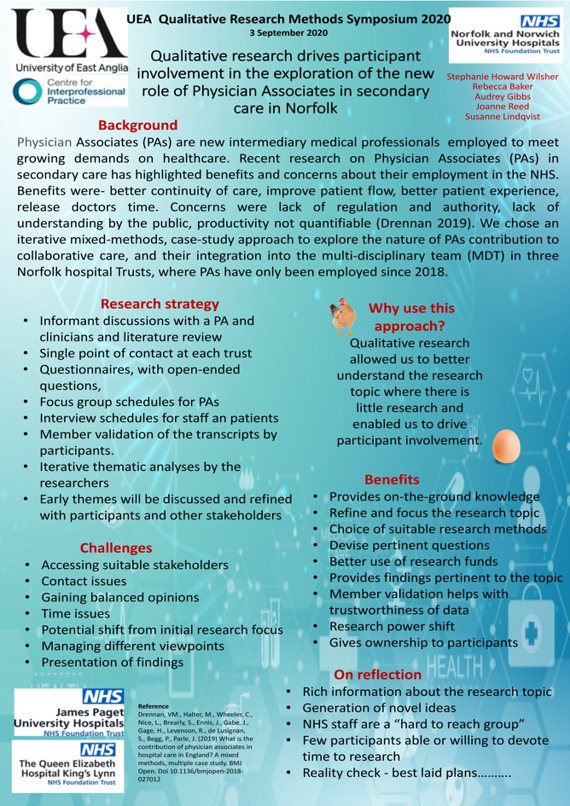 UEA Qualitative Research Methods Symposium 2020
3 September 2020
UEA
University of East Anglia
Centre for
Interprofessional
Practice
NHS
Norfolk and Norwich
University Hospitals
NHS Foundation Trust
Qualitative research drives participant
involvement in the exploration of the new
role of Physician Associates in secondary
care in Norfolk
Stephanie Howard Wilsher
Rebecca Baker
Audrey Gibbs
Joanne Reed
Susanne Lindqvist
Background
Physician Associates (PAs) are new intermediary medical professionals employed to meet
growing demands on healthcare. Recent research on Physician Associates (PAs) in
secondary care has highlighted benefits and concerns about their employment in the NHS.
Benefits were- better continuity of care, improve patient flow, better patient experience,
release doctors time. Concerns were lack of regulation and authority, lack of
understanding by the public, productivity not quantifiable (Drennan 2019). We chose an
iterative mixed-methods, case-study approach to explore the nature of PAs contribution to
collaborative care, and their integration into the multi-disciplinary team (MDT) in three
Norfolk hospital Trusts, where PAs have only been employed since 2018.
Research strategy
• Informant discussions with a PA and
clinicians and literature review
• Single point of contact at each trust
• Questionnaires, with open-ended
questions,
• Focus group schedules for PAs
• Interview schedules for staff an patients
• Member validation of the transcripts by
participants.
• Iterative thematic analyses by the
researchers
• Early themes will be discussed and refined
with participants and other stakeholders
Why use this
approach?
Qualitative research
allowed us to better
understand the research
topic where there is
little research and
enabled us to drive
participant involvement.
Challenges
• Accessing suitable stakeholders
• Contact issues
• Gaining balanced opinions
• Time issues
• Potential shift from initial research focus
• Managing different viewpoints
• Presentation of findings
Benefits
• Provides on-the-ground knowledge
• Refine and focus the research topic
• Choice of suitable research methods
• Devise pertinent questions
• Better use of research funds
• Provides findings pertinent to the topic
• Member validation helps with
trustworthiness of data
• Research power shift
• Gives ownership to participants
HEALTH
On reflection
• Rich information about the research topic
• Generation of novel ideas
• NHS staff are a “hard to reach group”
• Few participants able or willing to devote
time to research
• Reality check - best laid plans……….
NHS
James Paget
University Hospitals
NHS Foundation Trust
NHS
The Queen Elizabeth
Hospital King's Lynn
NHS Foundation Trust
Reference
Drennan, VM., Halter, M., Wheeler, C.,
Nice, L., Brearly, S., Ennis, J., Gabe, J.,
Gage, H., Levenson, R., de Lusignan,
S., Begg, P., Parle, J. (2019) What is the
contribution of physician associates in
hospital care in England? A mixed
methods, multiple case study. BMJ
Open. Doi 10.1136/bmjopen-2018-
027012